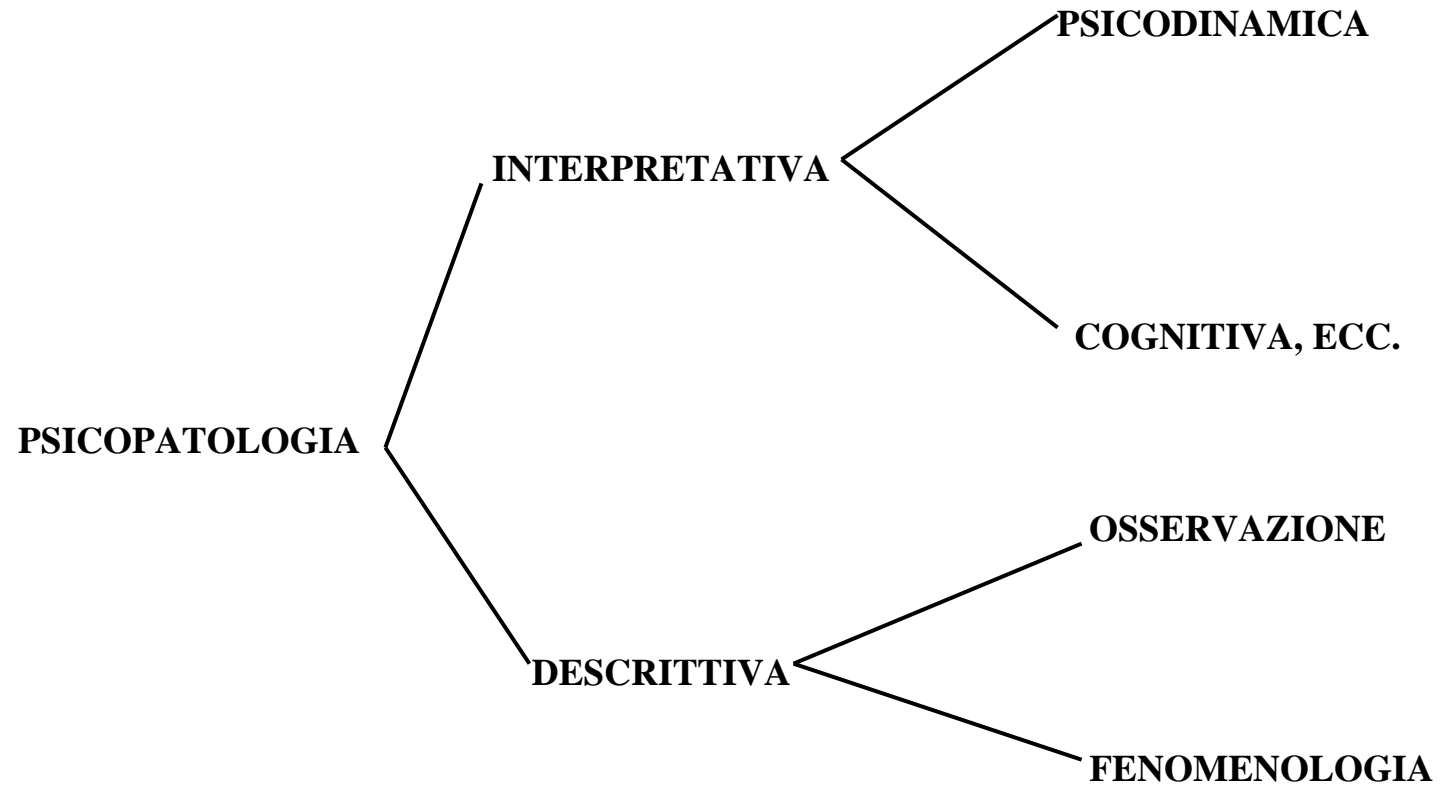 PSICODINAMICA
INTERPRETATIVA
COGNITIVA, ECC.
PSICOPATOLOGIA
OSSERVAZIONE
DESCRITTIVA
FENOMENOLOGIA